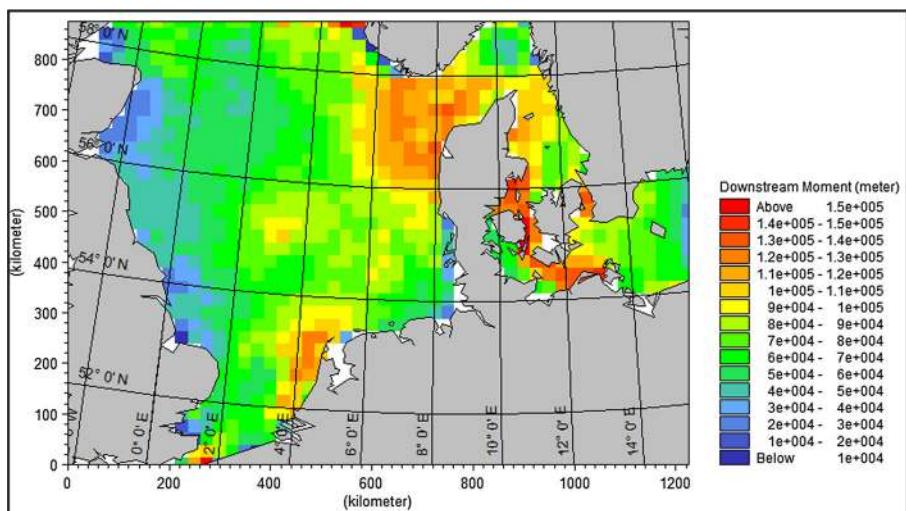 58° 0' N
56° 0' N
54° 0' N
52° 0' N
0° 0' E
2° 0' E
4° 0' E
6° 0' E
8° 0' E
10° 0' E
12° 0' E
14° 0' E
800
700
600
500
400
300
200
100
0
(kilometer)
0 200 400 600 800 1000 1200
(kilometer)
Downstream Moment (meter)
Above 1.5e+005
1.4e+005 - 1.5e+005
1.3e+005 - 1.4e+005
1.2e+005 - 1.3e+005
1.1e+005 - 1.2e+005
1e+005 - 1.1e+005
9e+004 - 1e+005
8e+004 - 9e+004
7e+004 - 8e+004
6e+004 - 7e+004
5e+004 - 6e+004
4e+004 - 5e+004
3e+004 - 4e+004
2e+004 - 3e+004
1e+004 - 2e+004
Below 1e+004